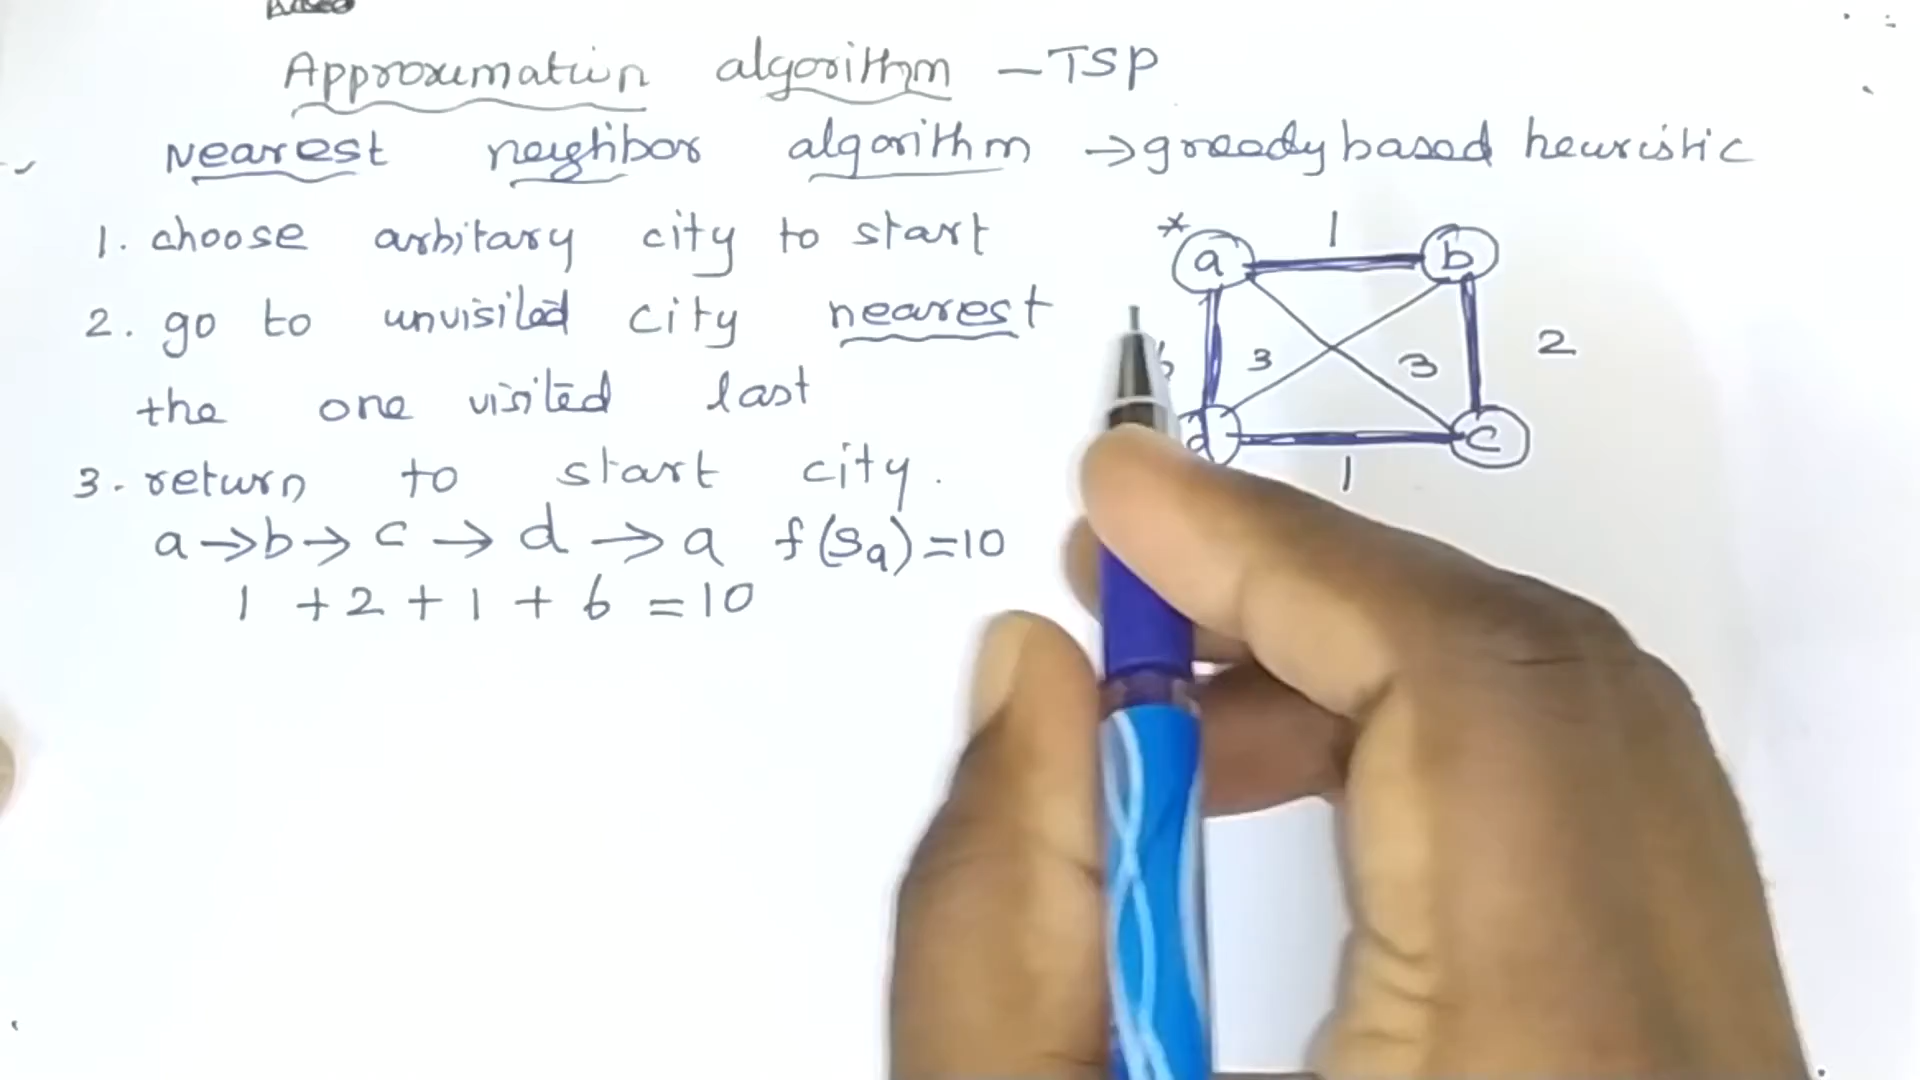 Approximation algorithm - TSP
Nearest neighbor algorithm → greedy based heuristic
1. choose arbitary city to start
2. go to unvisited city nearest
the one visited last
3. return to start city.
a → b → c → d → a f(Sa) = 10
1 + 2 + 1 + 6 = 10
* a 1 b
6 3 3 2
d 1 c